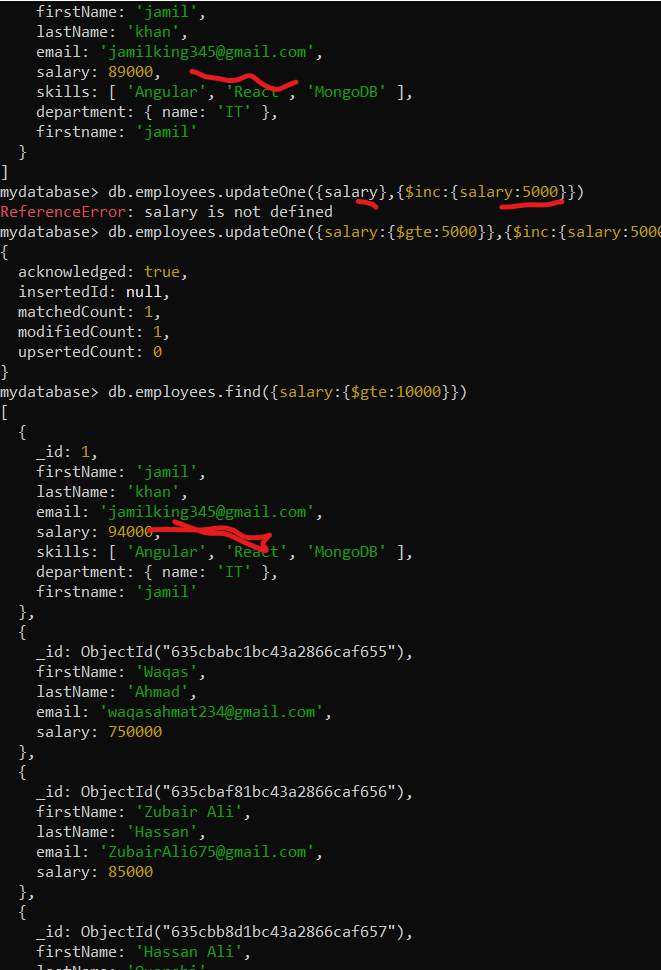 firstName: 'jamil',
lastName: 'khan',
email: 'jamilking345@gmail.com',
salary: 89000,
skills: [ 'Angular', 'React', 'MongoDB' ],
department: { name: 'IT' },
firstname: 'jamil'
}
]
mydatabase> db.employees.updateOne({salary},{$inc:{salary:5000}})
ReferenceError: salary is not defined
mydatabase> db.employees.updateOne({salary:{$gte:5000}},{$inc:{salary:5000
{
acknowledged: true,
insertedId: null,
matchedCount: 1,
modifiedCount: 1,
upsertedCount: 0
}
mydatabase> db.employees.find({salary:{$gte:10000}})
[
{
_id: 1,
firstName: 'jamil',
lastName: 'khan',
email: 'jamilking345@gmail.com',
salary: 94000,
skills: [ 'Angular', 'React', 'MongoDB' ],
department: { name: 'IT' },
firstname: 'jamil'
},
{
_id: ObjectId("635cbabc1bc43a2866caf655"),
firstName: 'Waqas',
lastName: 'Ahmad',
email: 'waqasahmat234@gmail.com',
salary: 750000
},
{
_id: ObjectId("635cbaf81bc43a2866caf656"),
firstName: 'Zubair Ali',
lastName: 'Hassan',
email: 'ZubairAli675@gmail.com',
salary: 85000
},
{
_id: ObjectId("635cbb8d1bc43a2866caf657"),
firstName: 'Hassan Ali',